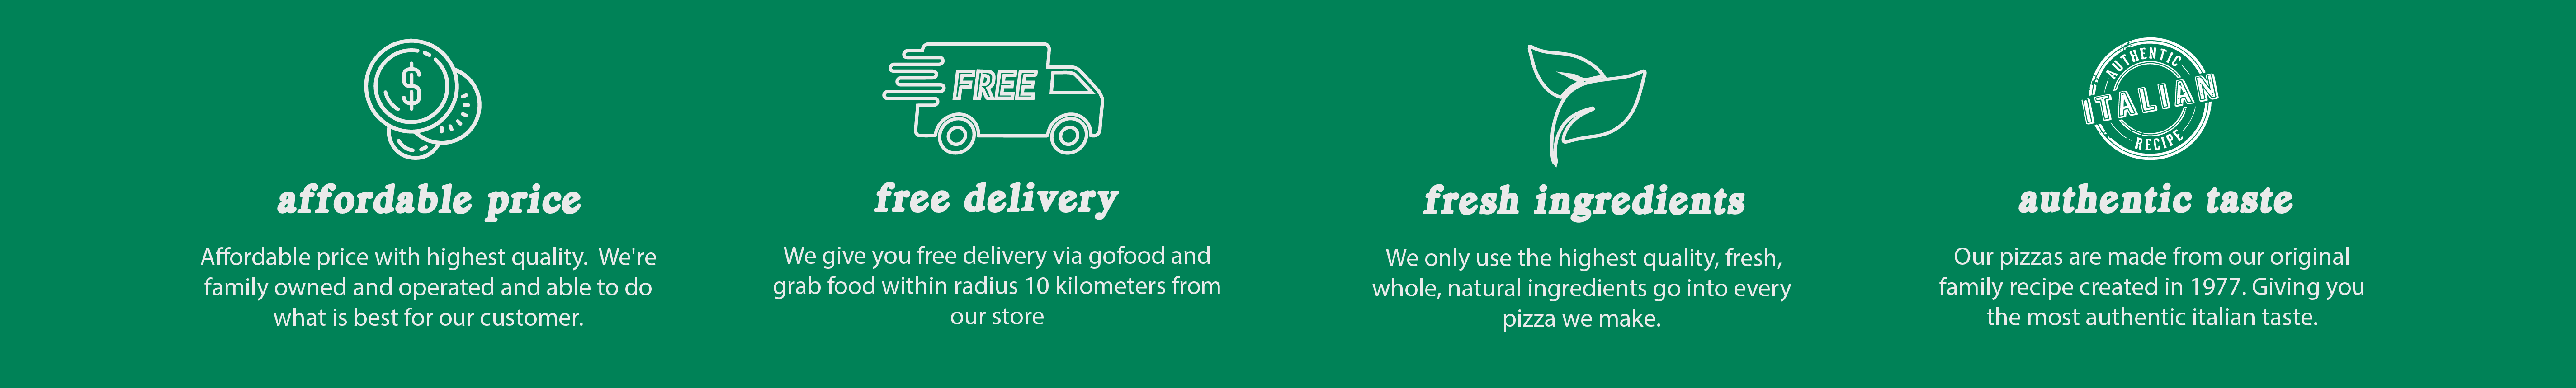 $
affordable price
Affordable price with highest quality.  We're
family owned and operated and able to do
what is best for our customer.
FREE
free delivery
We give you free delivery via gofood and
grab food within radius 10 kilometers from
our store
fresh ingredients
We only use the highest quality, fresh,
whole, natural ingredients go into every
pizza we make.
AUTHENTIC
ITALIAN
RECIPE
authentic taste
Our pizzas are made from our original
family recipe created in 1977. Giving you
the most authentic italian taste.